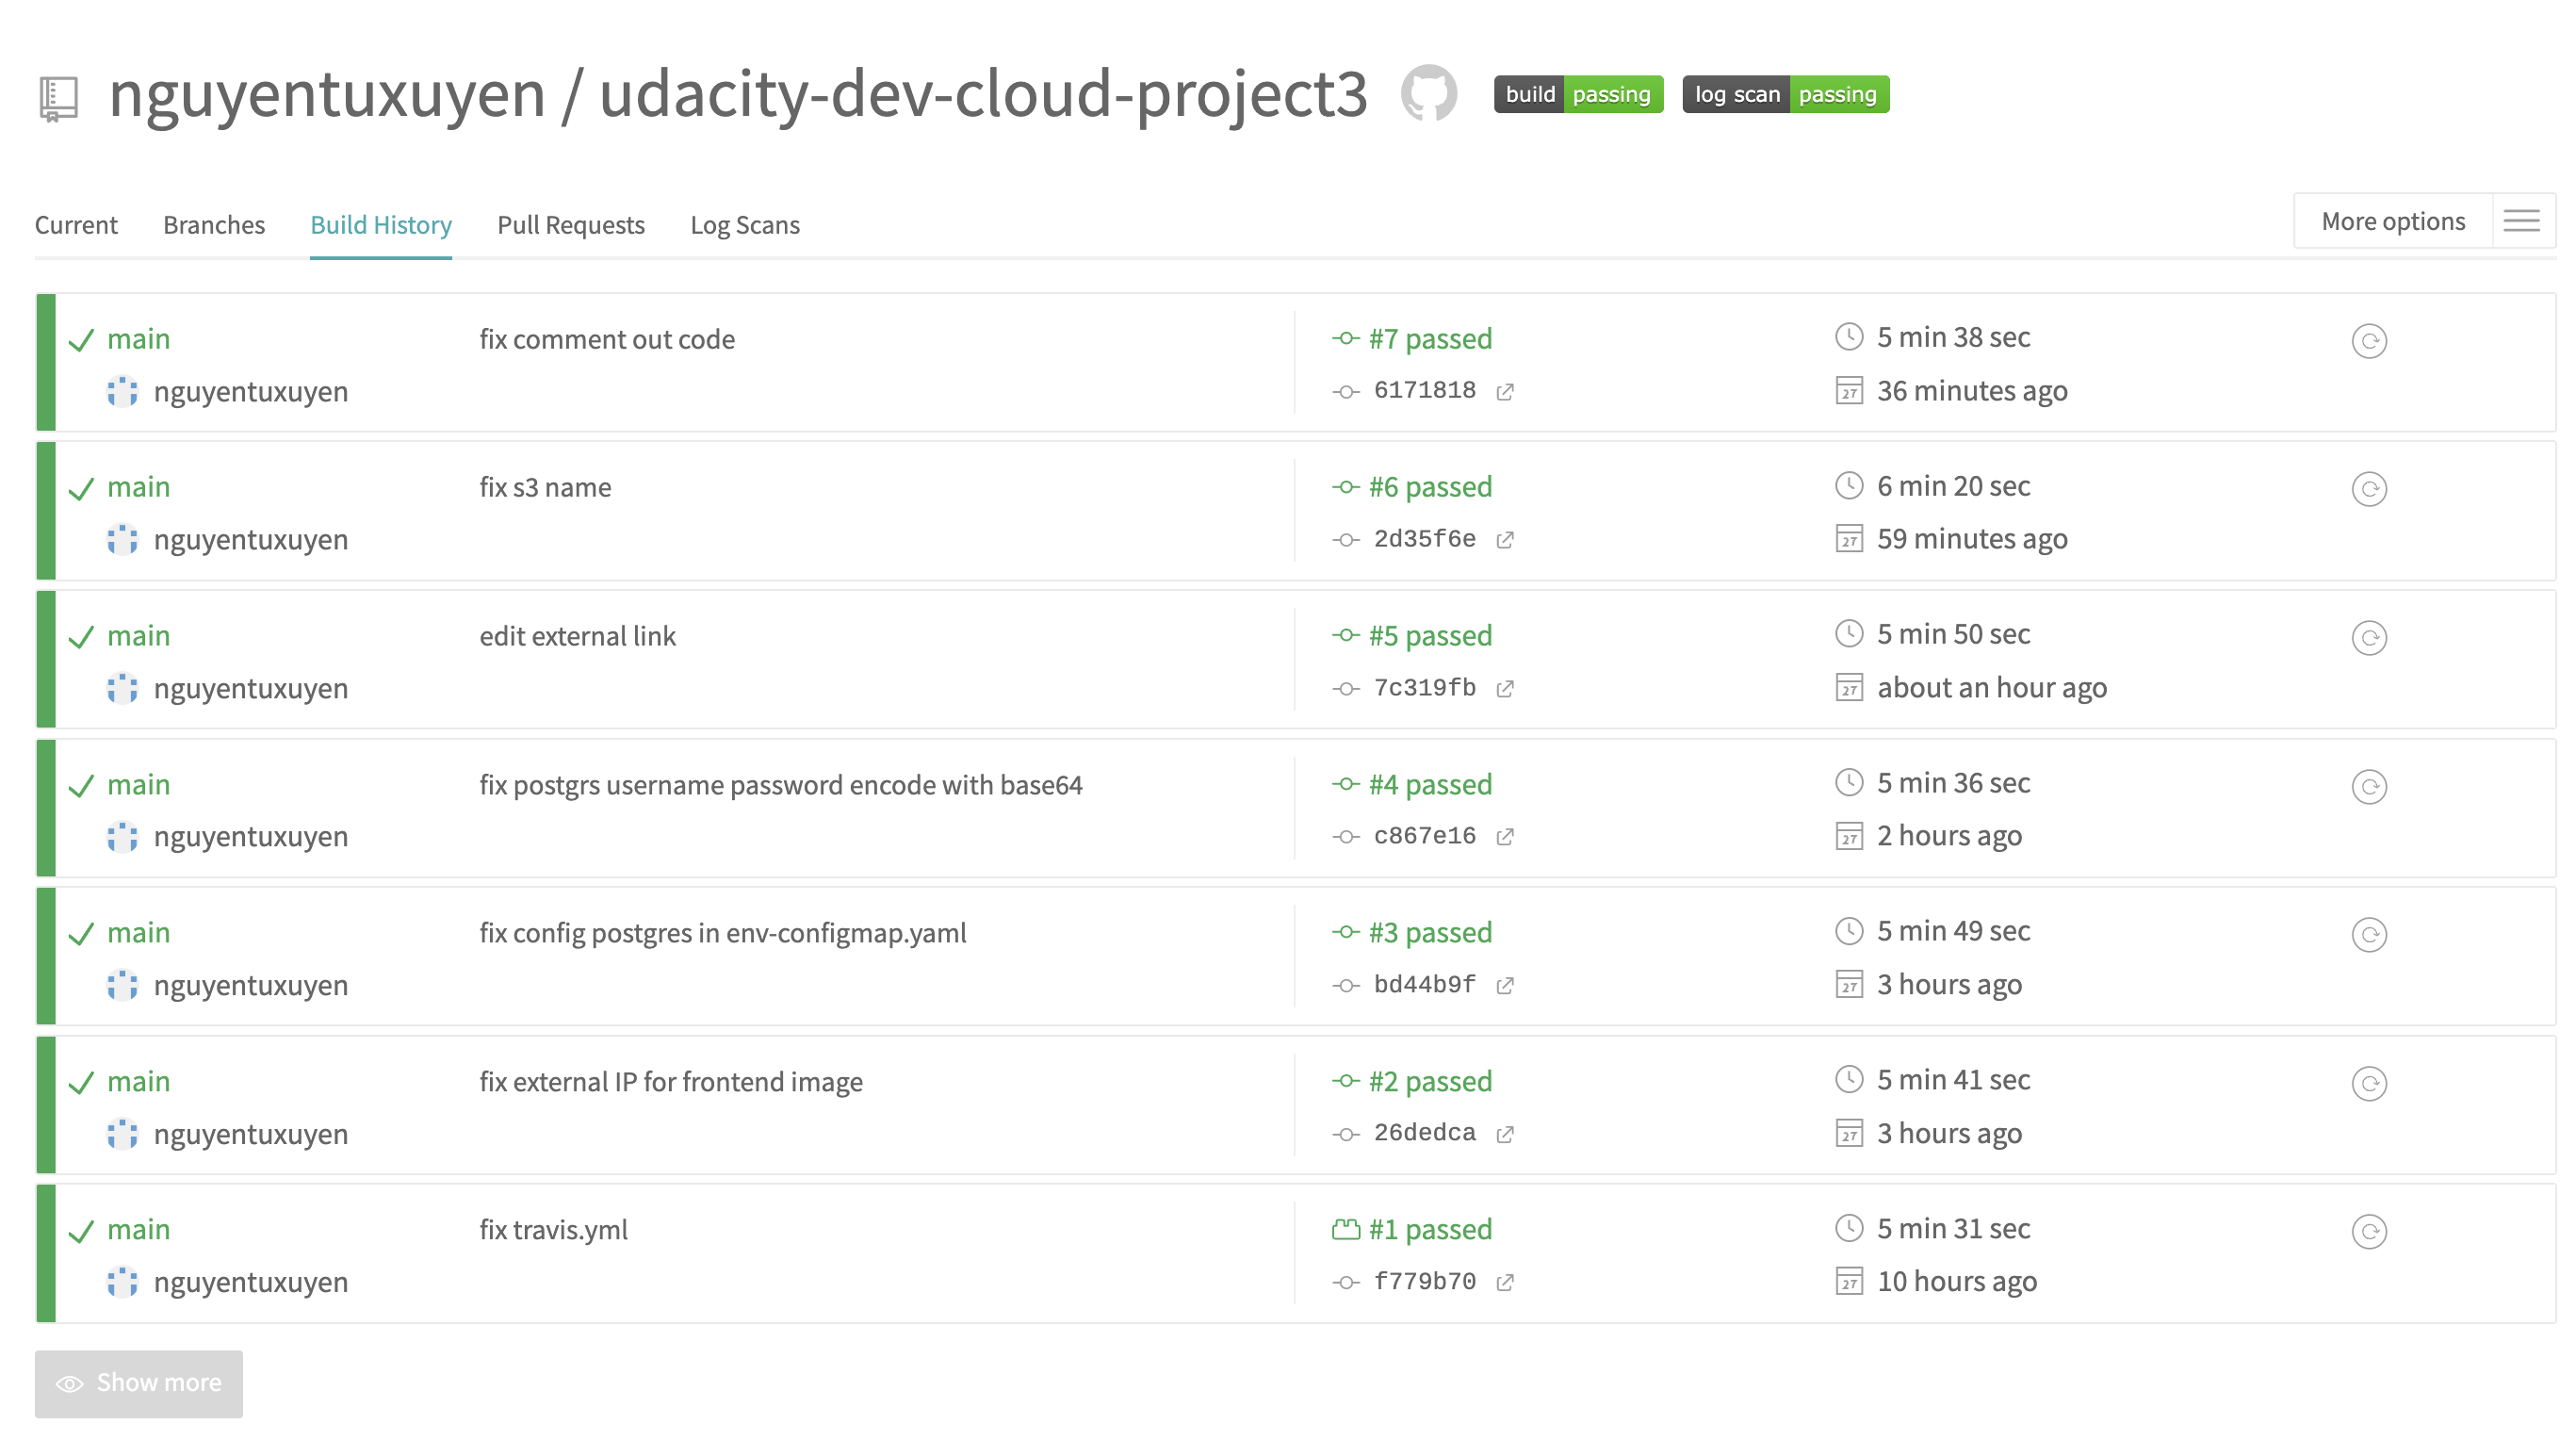 nguyentuxuyen / udacity-dev-cloud-project3 build passing log scan passing
Current Branches Build History Pull Requests Log Scans More options
main fix comment out code #7 passed 5 min 38 sec
nguyentuxuyen 6171818 27 36 minutes ago
main fix s3 name #6 passed 6 min 20 sec
nguyentuxuyen 2d35f6e 27 59 minutes ago
main edit external link #5 passed 5 min 50 sec
nguyentuxuyen 7c319fb 27 about an hour ago
main fix postgrs username password encode with base64 #4 passed 5 min 36 sec
nguyentuxuyen c867e16 27 2 hours ago
main fix config postgres in env-configmap.yaml #3 passed 5 min 49 sec
nguyentuxuyen bd44b9f 27 3 hours ago
main fix external IP for frontend image #2 passed 5 min 41 sec
nguyentuxuyen 26dedca 27 3 hours ago
main fix travis.yml #1 passed 5 min 31 sec
nguyentuxuyen f779b70 27 10 hours ago
Show more